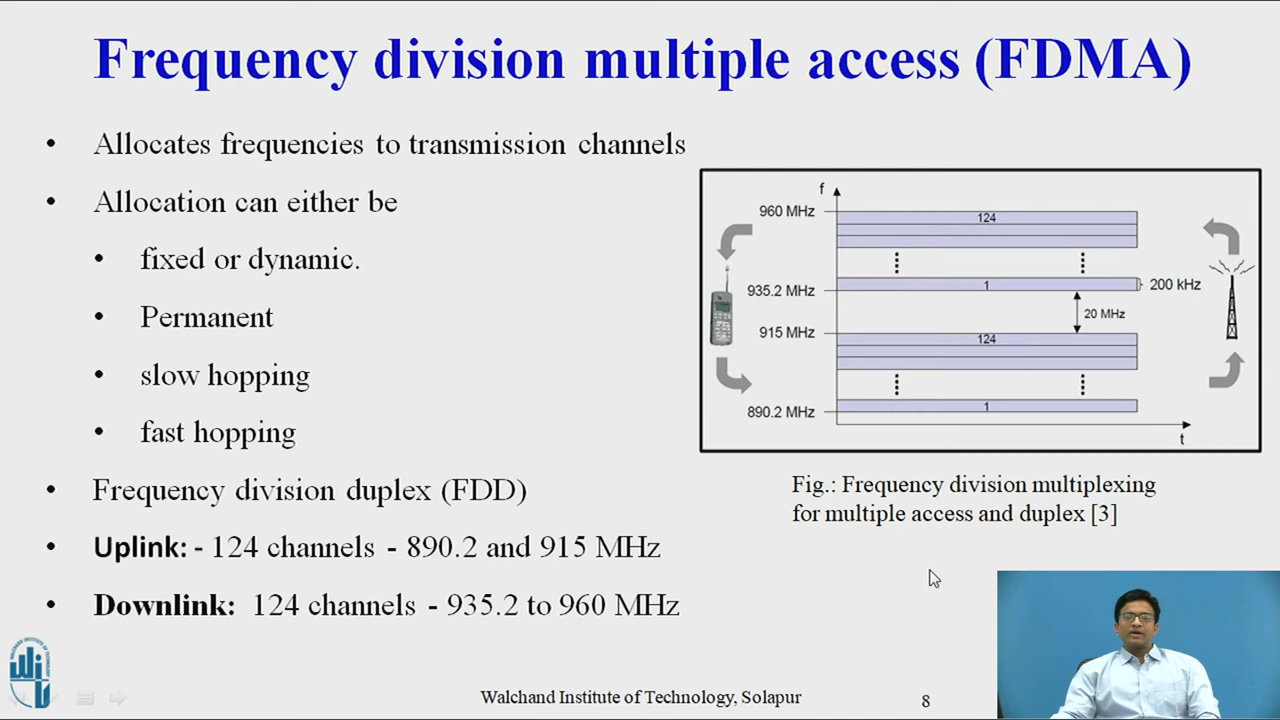 Frequency division multiple access (FDMA)
• Allocates frequencies to transmission channels
• Allocation can either be
• fixed or dynamic.
• Permanent
• slow hopping
• fast hopping
• Frequency division duplex (FDD)
• Uplink: - 124 channels - 890.2 and 915 MHz
• Downlink: 124 channels - 935.2 to 960 MHz
f
960 MHz
124
935.2 MHz
1
200 kHz
20 MHz
915 MHz
124
890.2 MHz
1
t
Fig.: Frequency division multiplexing
for multiple access and duplex [3]
Walchand Institute of Technology, Solapur
8